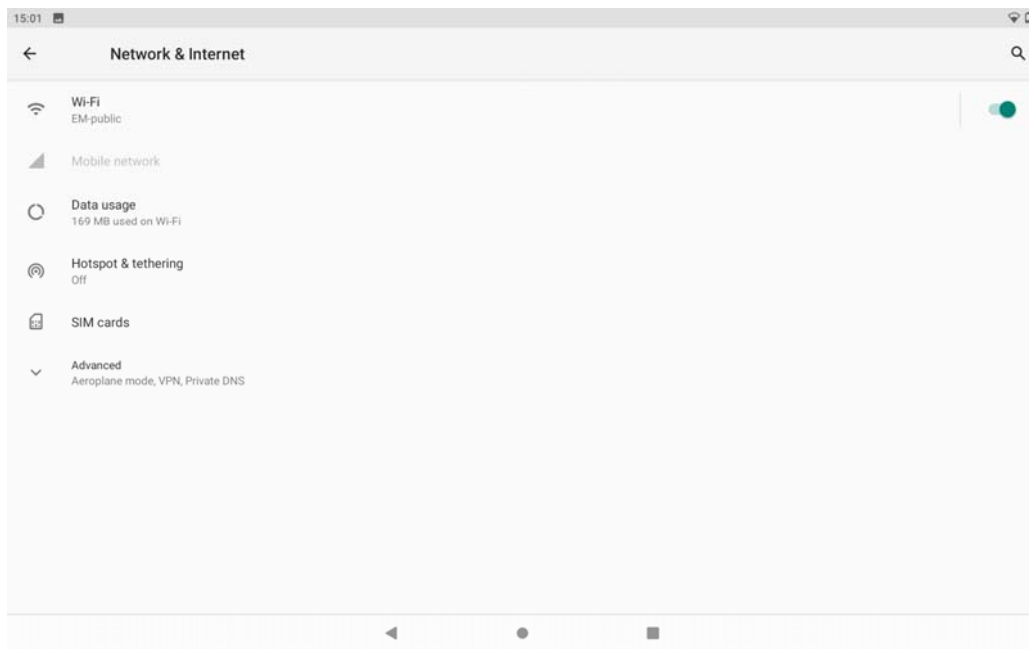 15:01
Network & Internet
Wi-Fi
EM-public
Mobile network
Data usage
169 MB used on Wi-Fi
Hotspot & tethering
Off
SIM cards
Advanced
Aeroplane mode, VPN, Private DNS